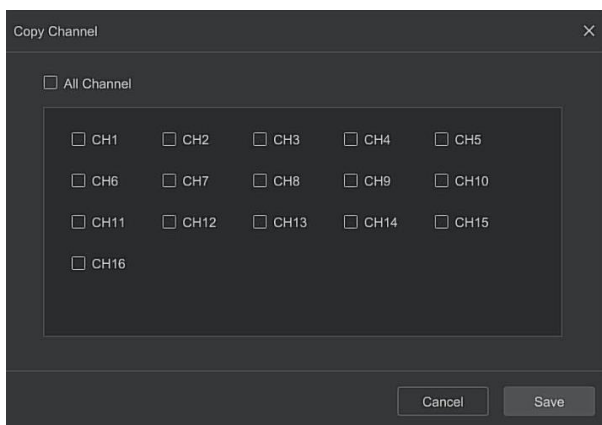 Copy Channel
All Channel
CH1 CH2 CH3 CH4 CH5
CH6 CH7 CH8 CH9 CH10
CH11 CH12 CH13 CH14 CH15
CH16
Cancel Save